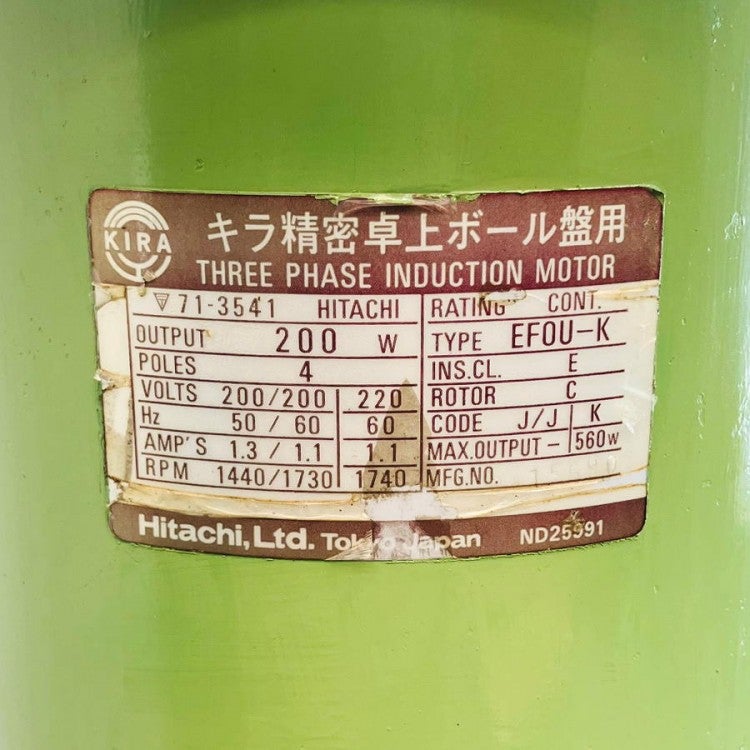 KIRA
キラ精密卓上ボール盤用
THREE PHASE INDUCTION MOTOR
71-3541 HITACHI
OUTPUT 200 W
POLES 4
VOLTS 200/200 220
Hz 50/60 60
AMP'S 1.3/1.1 1.1
RPM 1440/1730 1740
RATING CONT.
TYPE EFOU-K
INS.CL. E
ROTOR C
CODE J/J K
MAX.OUTPUT - 560W
MFG.NO.
Hitachi, Ltd. Tokyo Japan ND25991